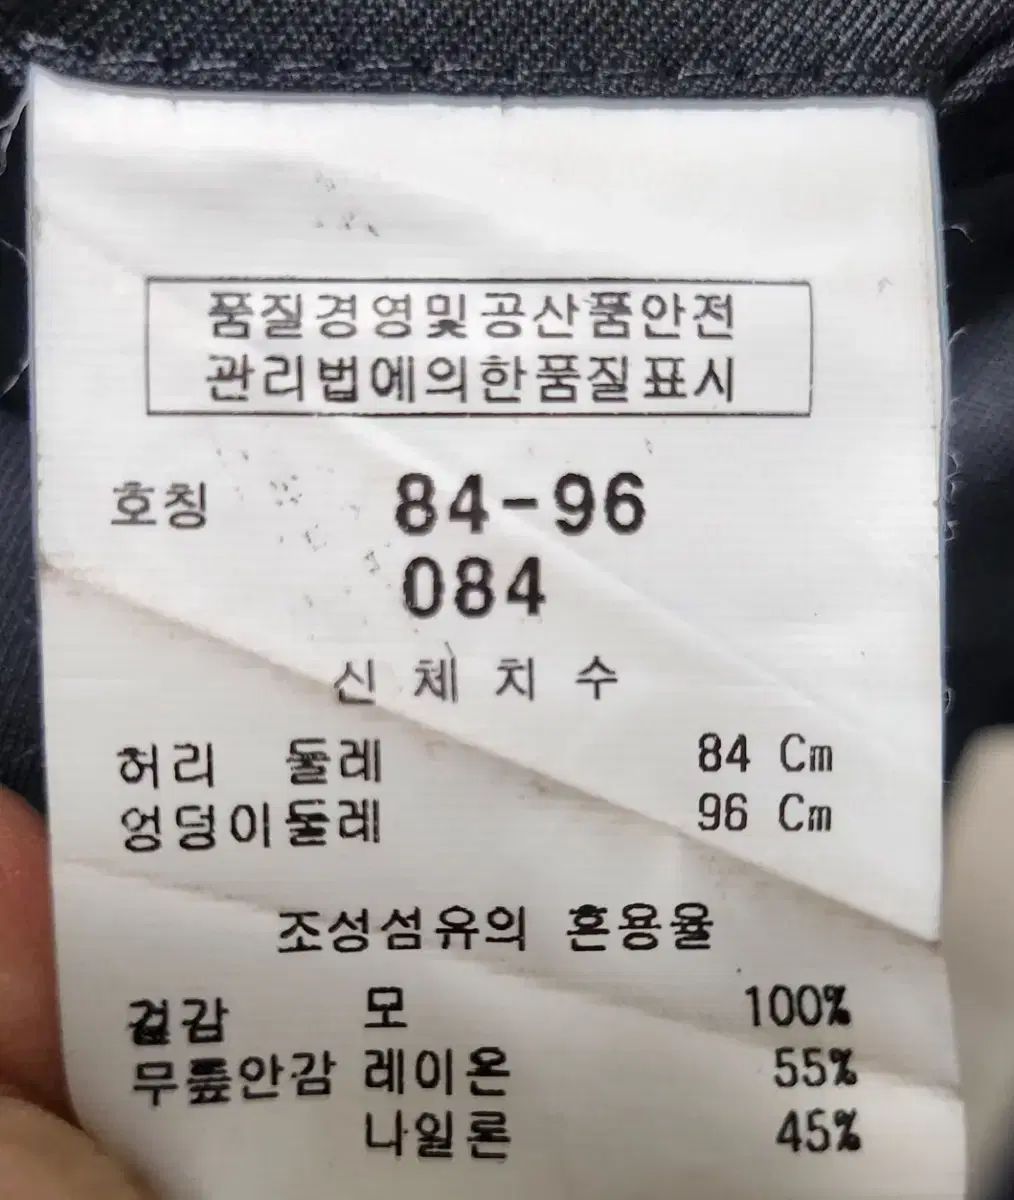 품질경영및공산품안전
관리법에의한품질표시
호칭 84-96
084
신 체 치 수
허리 둘레 84 Cm
엉덩이둘레 96 Cm
조성섬유의 혼용율
겉감 모 100%
무릎안감 레이온 55%
나일론 45%